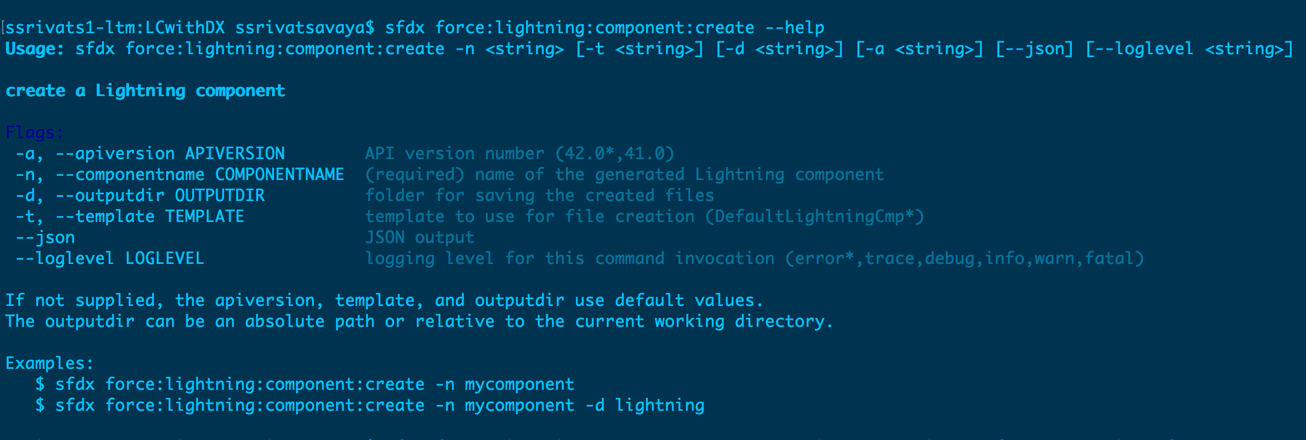 [ssrivats1-ltm:LCwithDX ssrivatsavaya$ sfdx force:lightning:component:create --help
Usage: sfdx force:lightning:component:create -n <string> [-t <string>] [-d <string>] [-a <string>] [--json] [--loglevel <string>]
create a Lightning component
Flags:
-a, --apiversion APIVERSION API version number (42.0*,41.0)
-n, --componentname COMPONENTNAME (required) name of the generated Lightning component
-d, --outputdir OUTPUTDIR folder for saving the created files
-t, --template TEMPLATE template to use for file creation (DefaultLightningCmp*)
--json JSON output
--loglevel LOGLEVEL logging level for this command invocation (error*,trace,debug,info,warn,fatal)
If not supplied, the apiversion, template, and outputdir use default values.
The outputdir can be an absolute path or relative to the current working directory.
Examples:
$ sfdx force:lightning:component:create -n mycomponent
$ sfdx force:lightning:component:create -n mycomponent -d lightning